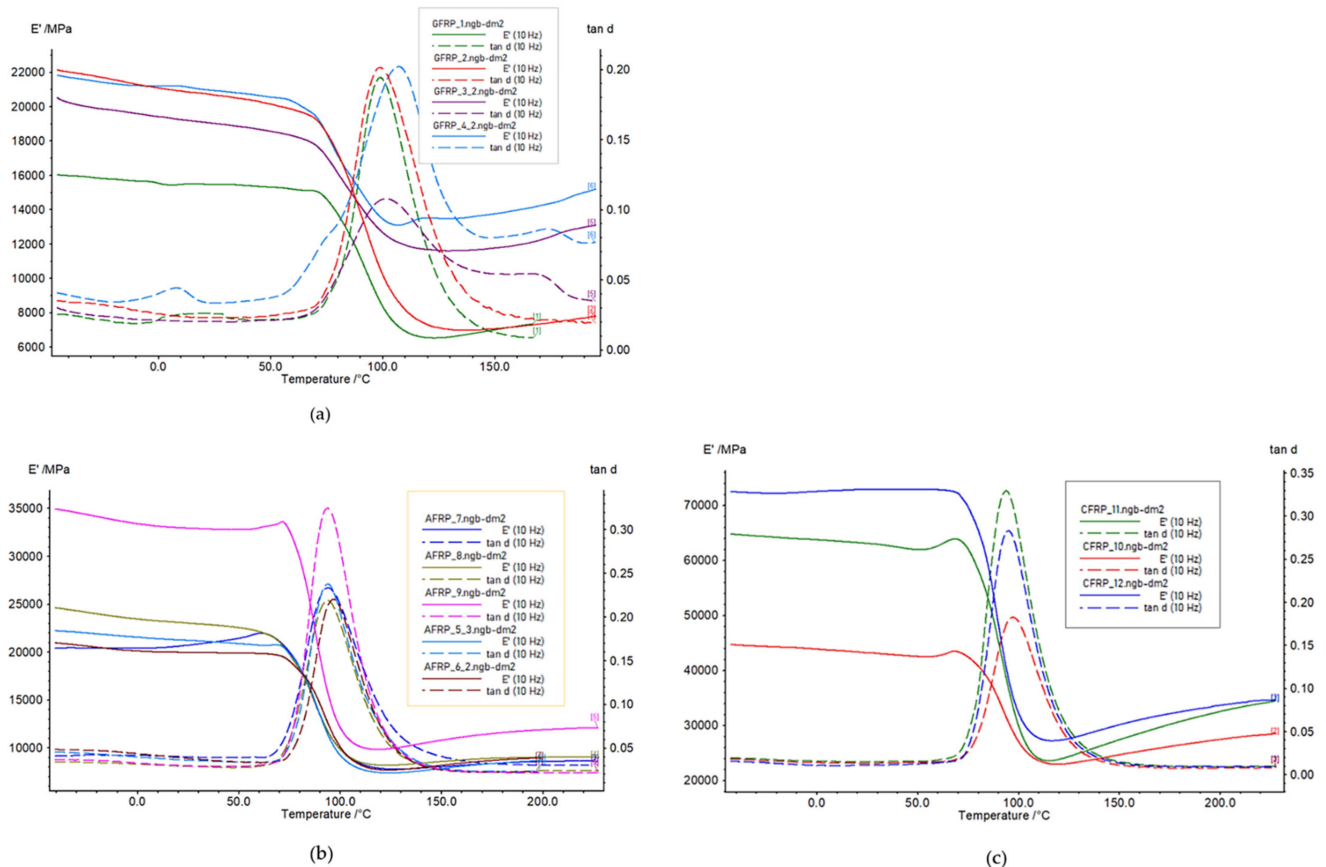 E' /MPa
tan d
GFRP_1.ngb-dm2
E' (10 Hz)
tan d (10 Hz)
GFRP_2.ngb-dm2
E' (10 Hz)
tan d (10 Hz)
GFRP_3_2.ngb-dm2
E' (10 Hz)
tan d (10 Hz)
GFRP_4_2.ngb-dm2
E' (10 Hz)
tan d (10 Hz)
22000
20000
18000
16000
14000
12000
10000
8000
6000
0.20
0.15
0.10
0.05
0.00
[6]
[5]
[6]
[5]
[1]
[1]
0.0
50.0
100.0
150.0
Temperature /°C
(a)
E' /MPa
tan d
AFRP_7.ngb-dm2
E' (10 Hz)
tan d (10 Hz)
AFRP_8.ngb-dm2
E' (10 Hz)
tan d (10 Hz)
AFRP_9.ngb-dm2
E' (10 Hz)
tan d (10 Hz)
AFRP_5_3.ngb-dm2
E' (10 Hz)
tan d (10 Hz)
AFRP_6_2.ngb-dm2
E' (10 Hz)
tan d (10 Hz)
35000
30000
25000
20000
15000
10000
0.30
0.25
0.20
0.15
0.10
0.05
0.00
[5]
0.0
50.0
100.0
150.0
200.0
Temperature /°C
(b)
E' /MPa
tan d
CFRP_11.ngb-dm2
E' (10 Hz)
tan d (10 Hz)
CFRP_10.ngb-dm2
E' (10 Hz)
tan d (10 Hz)
CFRP_12.ngb-dm2
E' (10 Hz)
tan d (10 Hz)
70000
60000
50000
40000
30000
20000
0.35
0.30
0.25
0.20
0.15
0.10
0.05
0.00
[2]
0.0
50.0
100.0
150.0
200.0
Temperature /°C
(c)